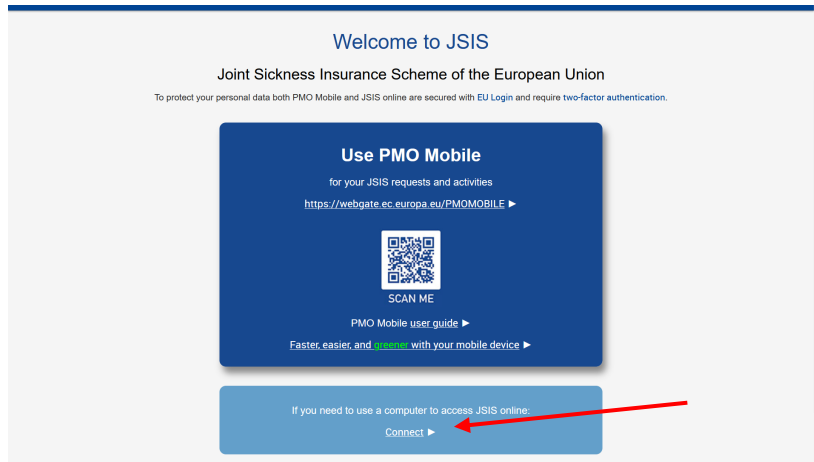 Welcome to JSIS
Joint Sickness Insurance Scheme of the European Union
To protect your personal data both PMO Mobile and JSIS online are secured with EU Login and require two-factor authentication.
Use PMO Mobile
for your JSIS requests and activities
https://webgate.ec.europa.eu/PMOMOBILE ►
SCAN ME
PMO Mobile user guide ►
Faster, easier, and greener with your mobile device ►
If you need to use a computer to access JSIS online:
Connect ►